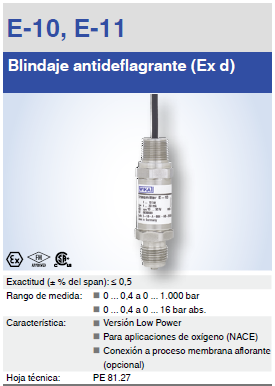 E-10, E-11
Blindaje antideflagrante (Ex d)
WIKA
Exactitud (± % del span): ≤ 0,5
Rango de medida: ■ 0 ... 0,4 a 0 ... 1.000 bar
■ 0 ... 0,4 a 0 ... 16 bar abs.
Característica: ■ Versión Low Power
■ Para aplicaciones de oxígeno (NACE)
■ Conexión a proceso membrana aflorante
(opcional)
Hoja técnica: PE 81.27